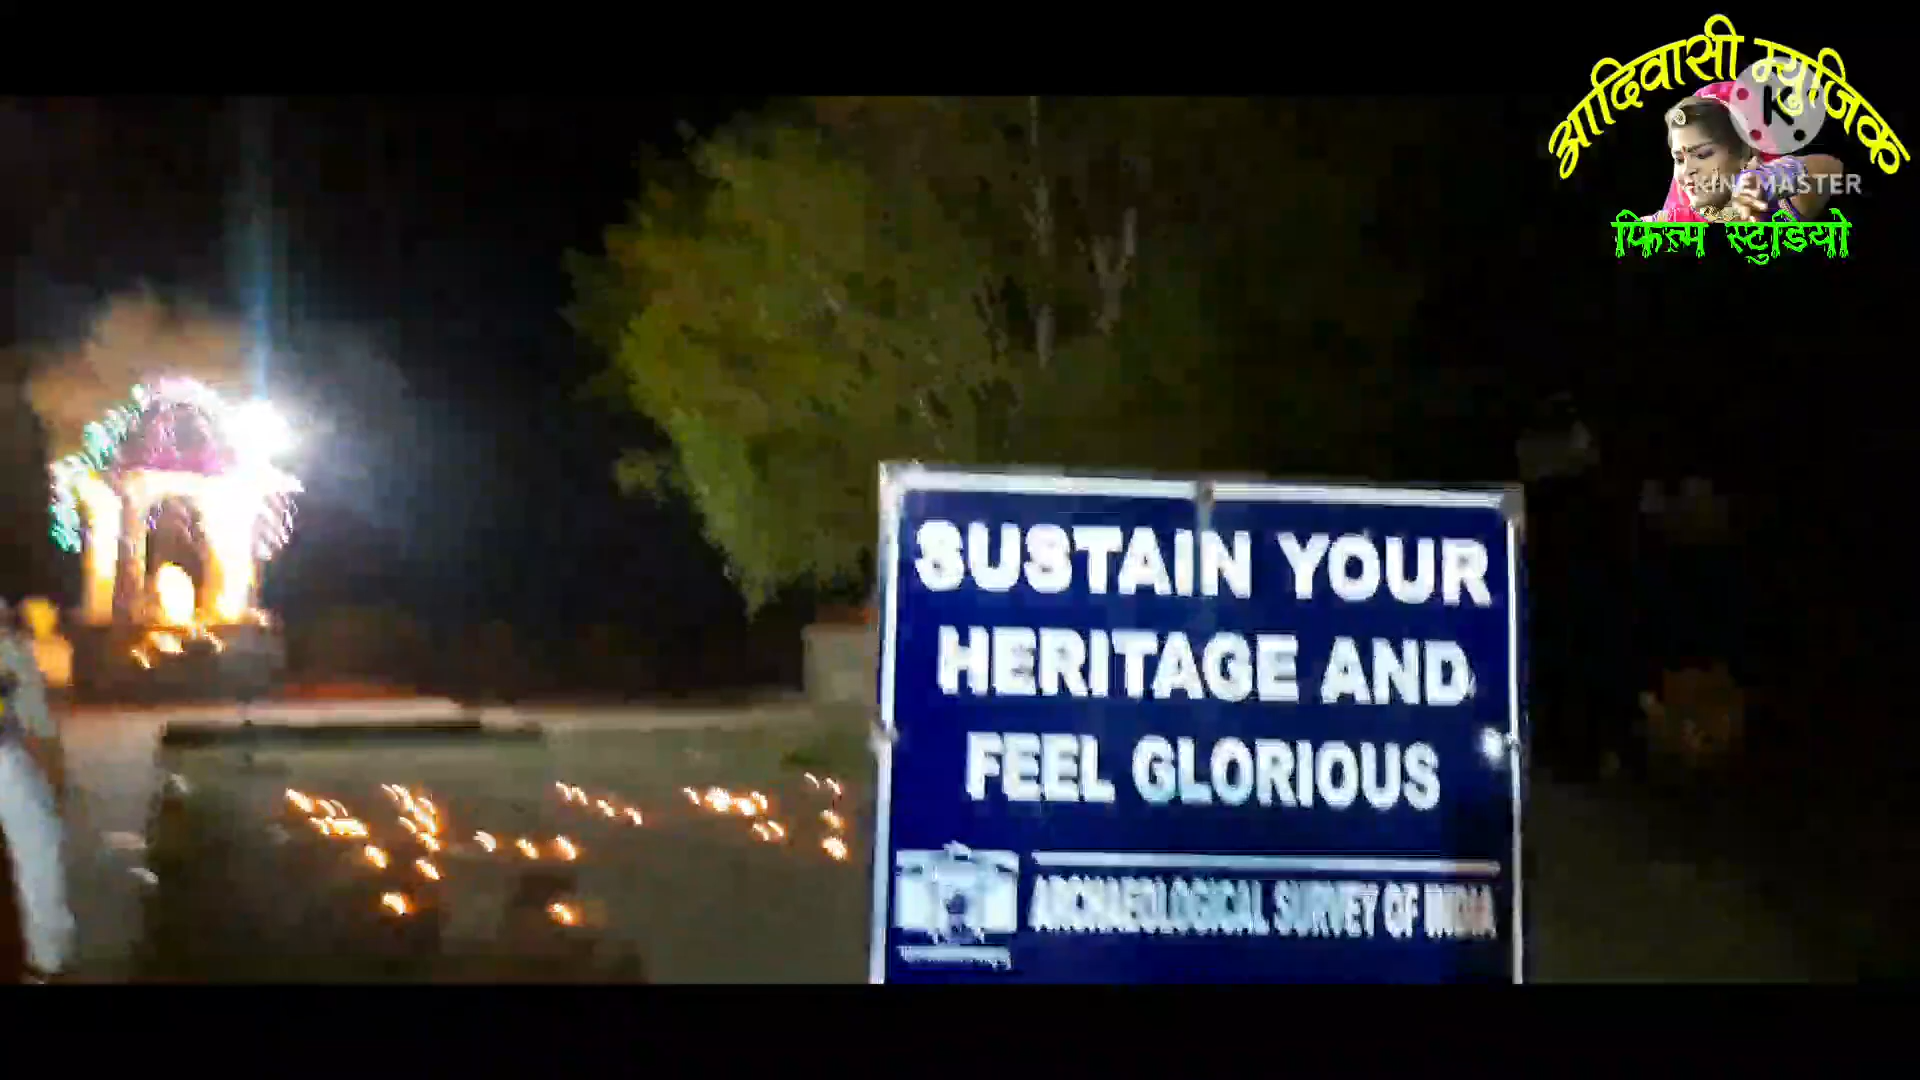 आदिवासी म्युजिक
K
KINEMASTER
फिल्म स्टुडियो
SUSTAIN YOUR
HERITAGE AND
FEEL GLORIOUS
ARCHAEOLOGICAL SURVEY OF INDIA